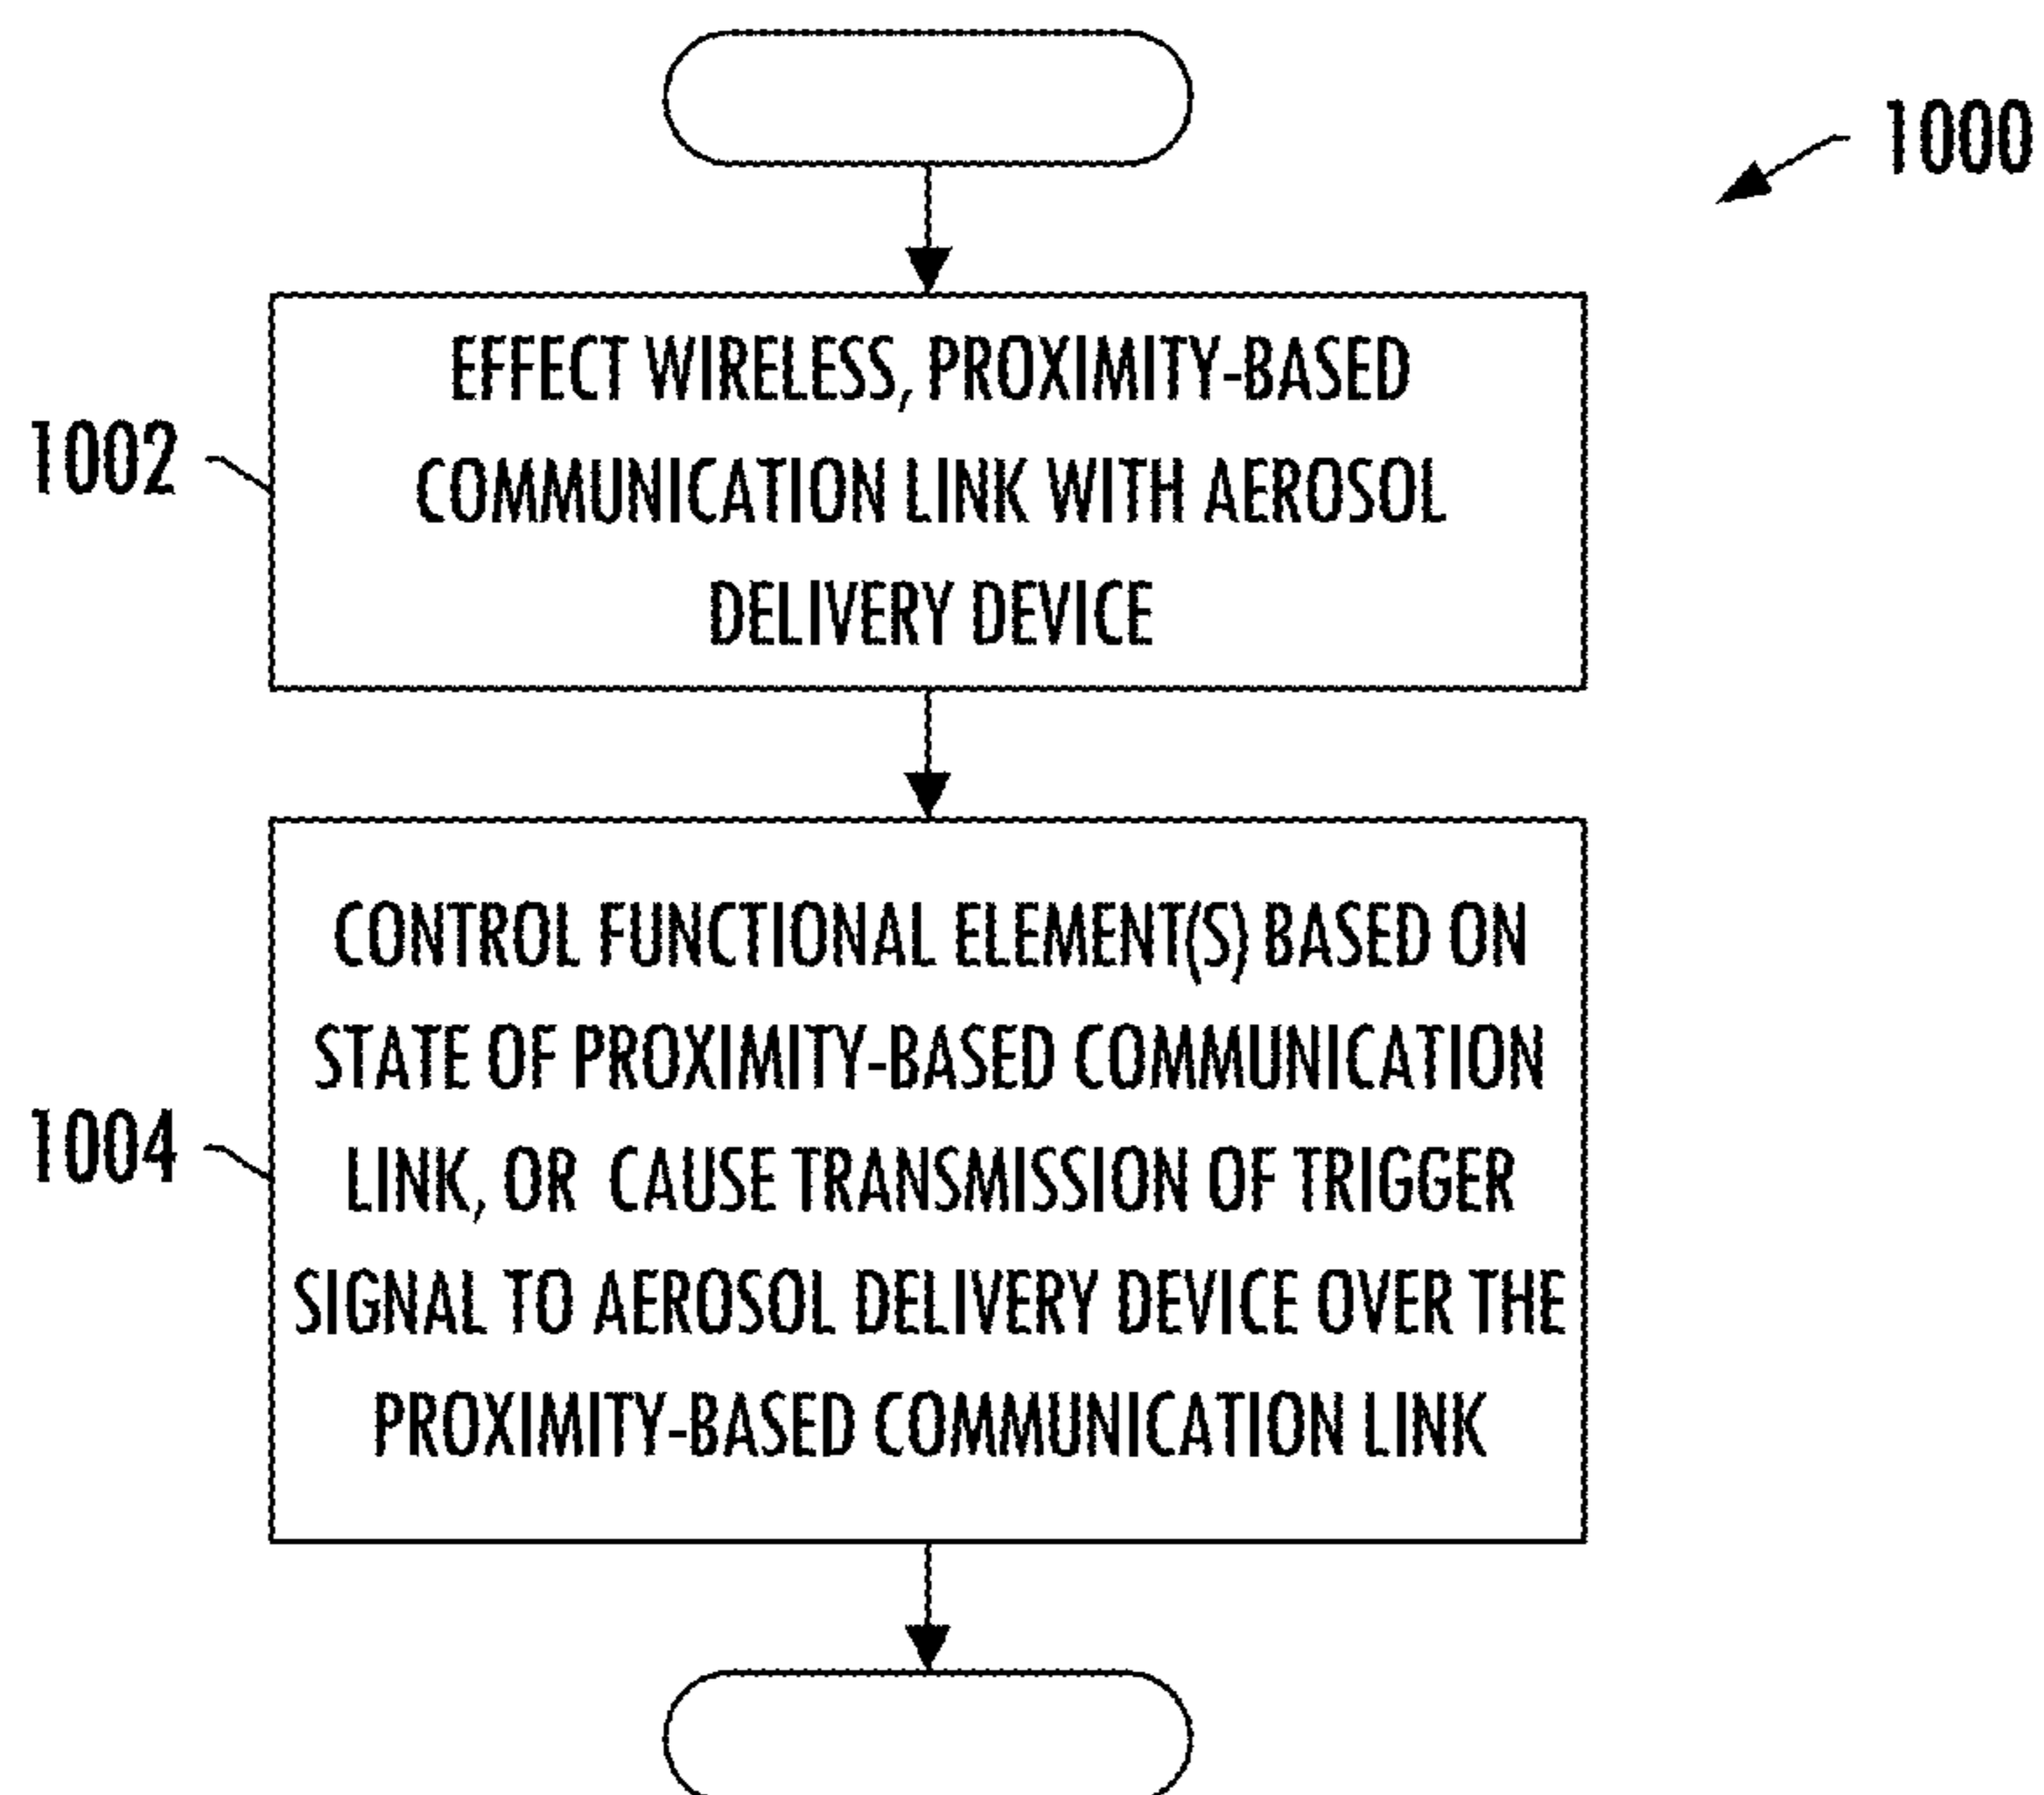 1000
EFFECT WIRELESS, PROXIMITY-BASED
COMMUNICATION LINK WITH AEROSOL
DELIVERY DEVICE
1002
CONTROL FUNCTIONAL ELEMENT(S) BASED ON
STATE OF PROXIMITY-BASED COMMUNICATION
LINK, OR CAUSE TRANSMISSION OF TRIGGER
SIGNAL TO AEROSOL DELIVERY DEVICE OVER THE
PROXIMITY-BASED COMMUNICATION LINK
1004